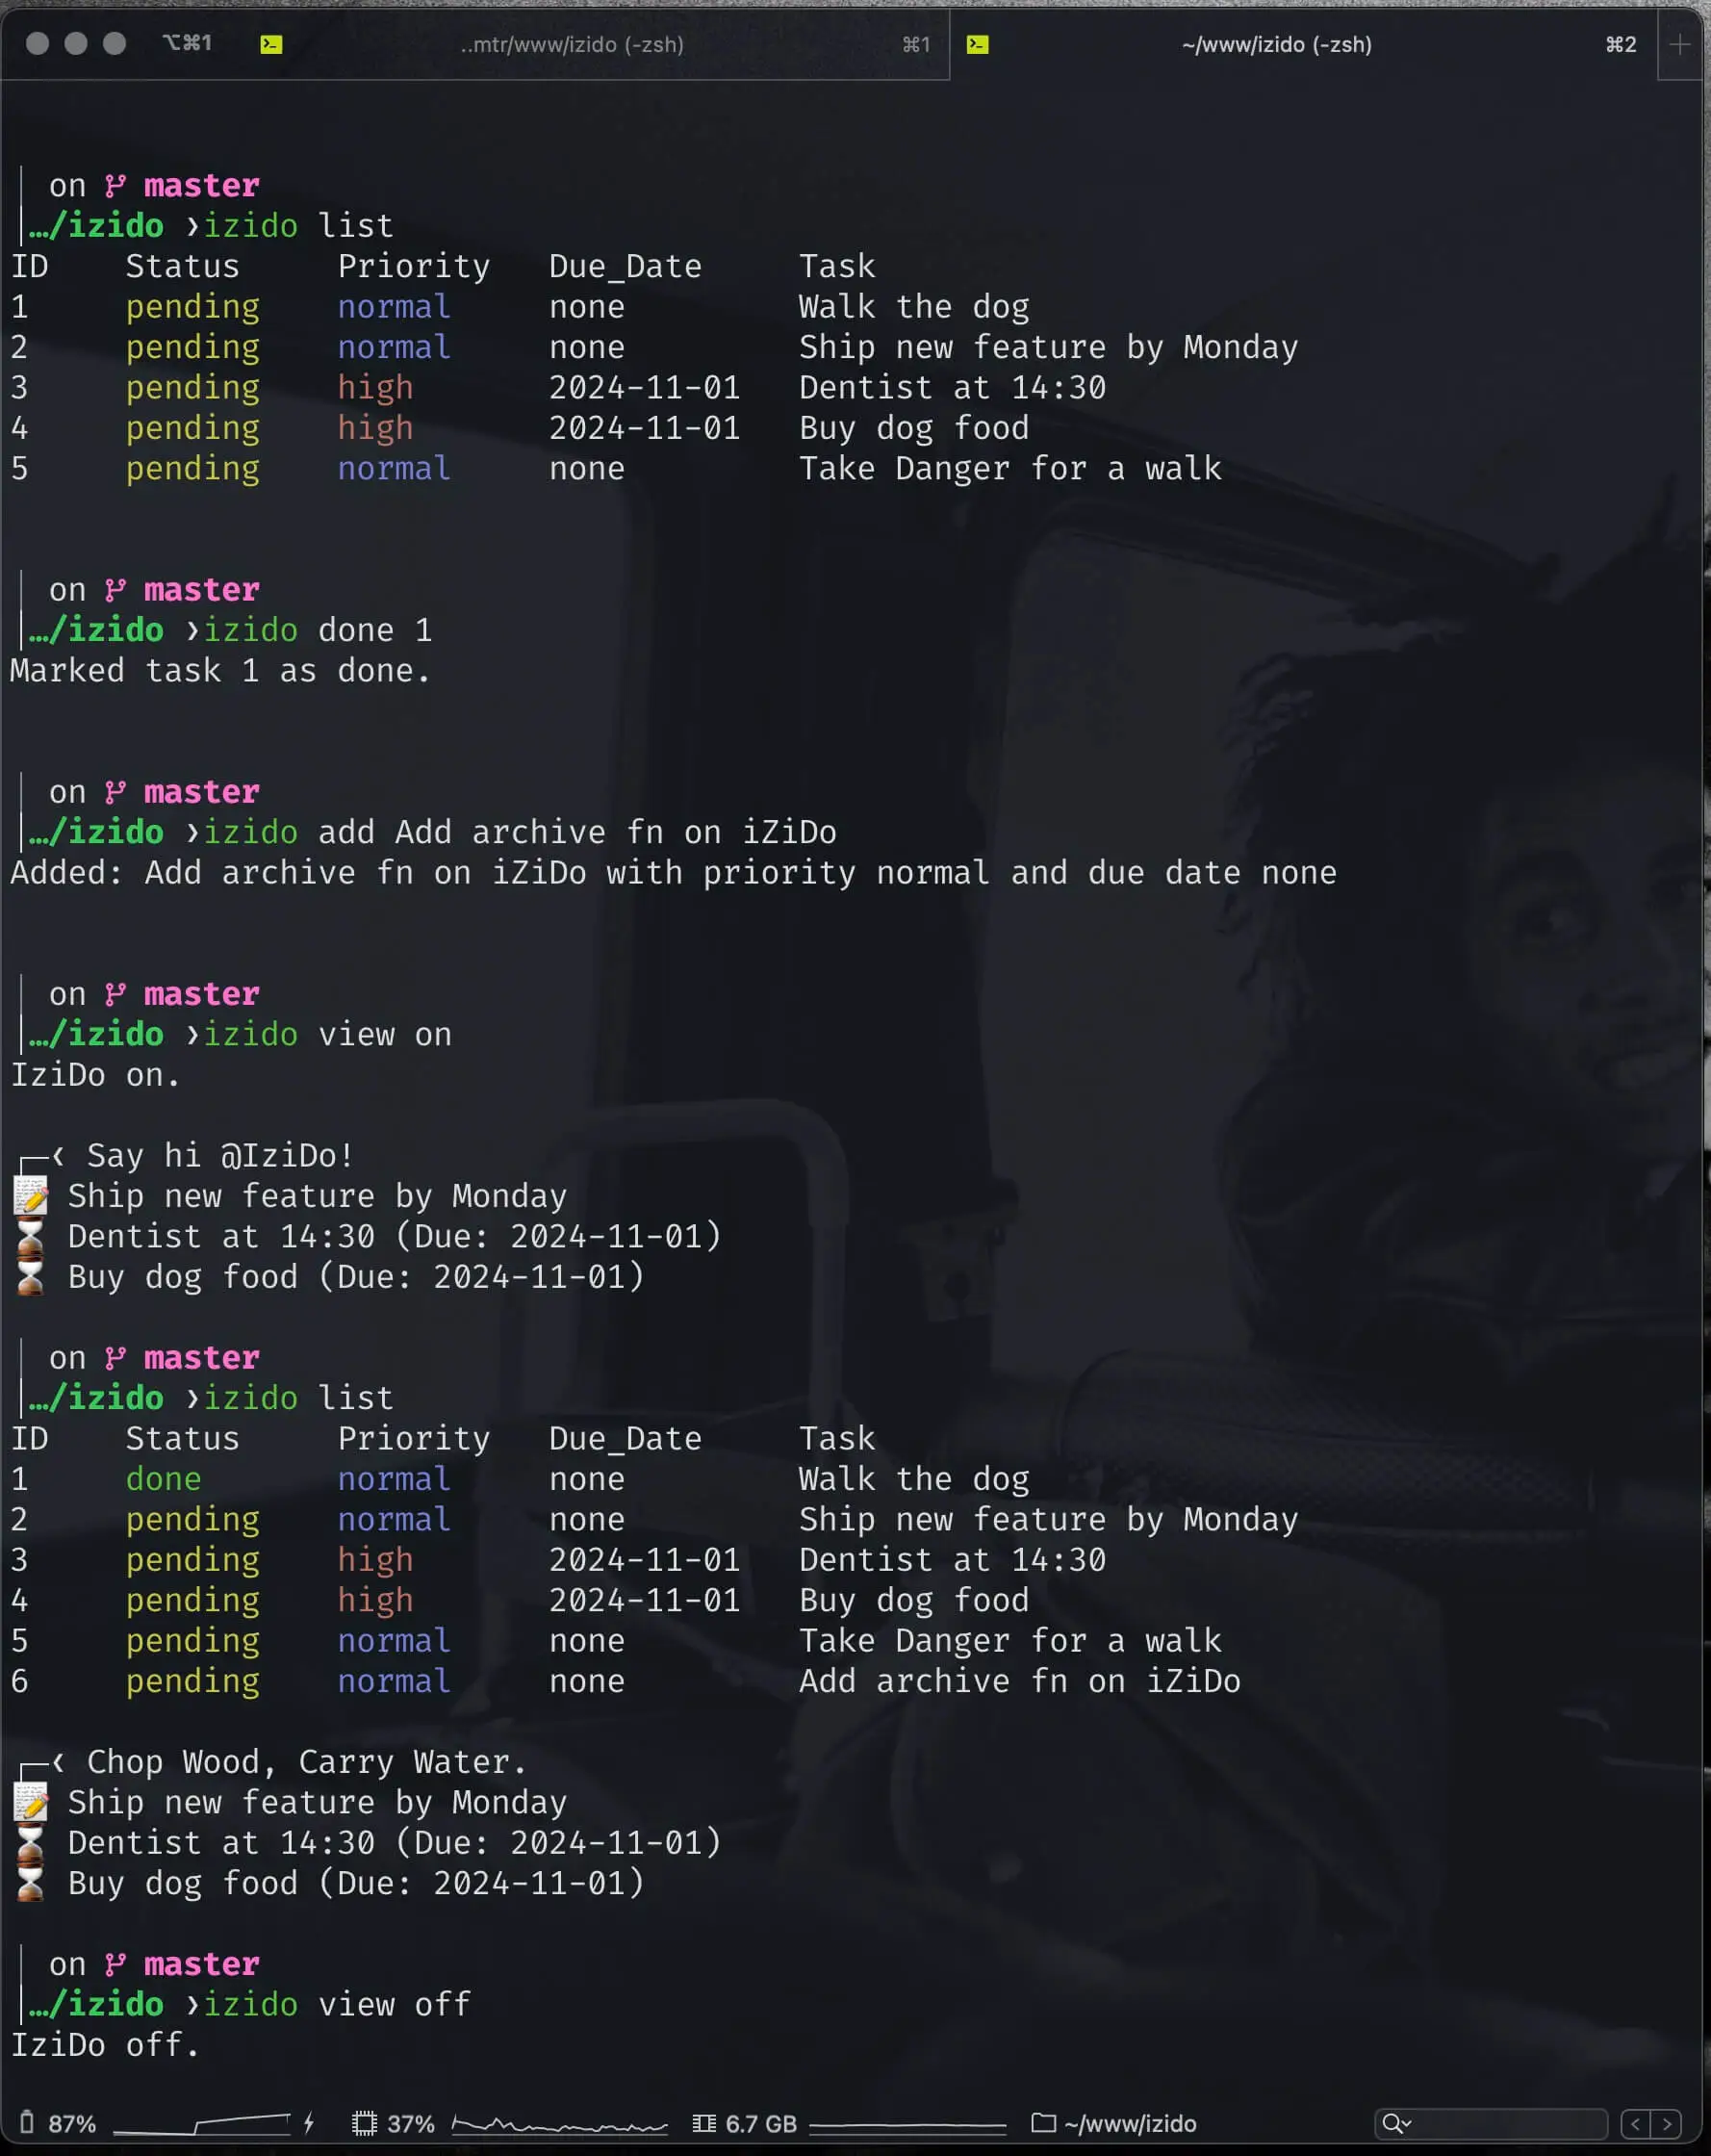 ⌥⌘1 ..mtr/www/izido (-zsh) ⌘1 ~/www/izido (-zsh) ⌘2
on master
…/izido ❯izido list
ID Status Priority Due_Date Task
1 pending normal none Walk the dog
2 pending normal none Ship new feature by Monday
3 pending high 2024-11-01 Dentist at 14:30
4 pending high 2024-11-01 Buy dog food
5 pending normal none Take Danger for a walk
on master
…/izido ❯izido done 1
Marked task 1 as done.
on master
…/izido ❯izido add Add archive fn on iZiDo
Added: Add archive fn on iZiDo with priority normal and due date none
on master
…/izido ❯izido view on
IziDo on.
Say hi @IziDo!
Ship new feature by Monday
Dentist at 14:30 (Due: 2024-11-01)
Buy dog food (Due: 2024-11-01)
on master
…/izido ❯izido list
ID Status Priority Due_Date Task
1 done normal none Walk the dog
2 pending normal none Ship new feature by Monday
3 pending high 2024-11-01 Dentist at 14:30
4 pending high 2024-11-01 Buy dog food
5 pending normal none Take Danger for a walk
6 pending normal none Add archive fn on iZiDo
Chop Wood, Carry Water.
Ship new feature by Monday
Dentist at 14:30 (Due: 2024-11-01)
Buy dog food (Due: 2024-11-01)
on master
…/izido ❯izido view off
IziDo off.
87% 37% 6.7 GB ~/www/izido